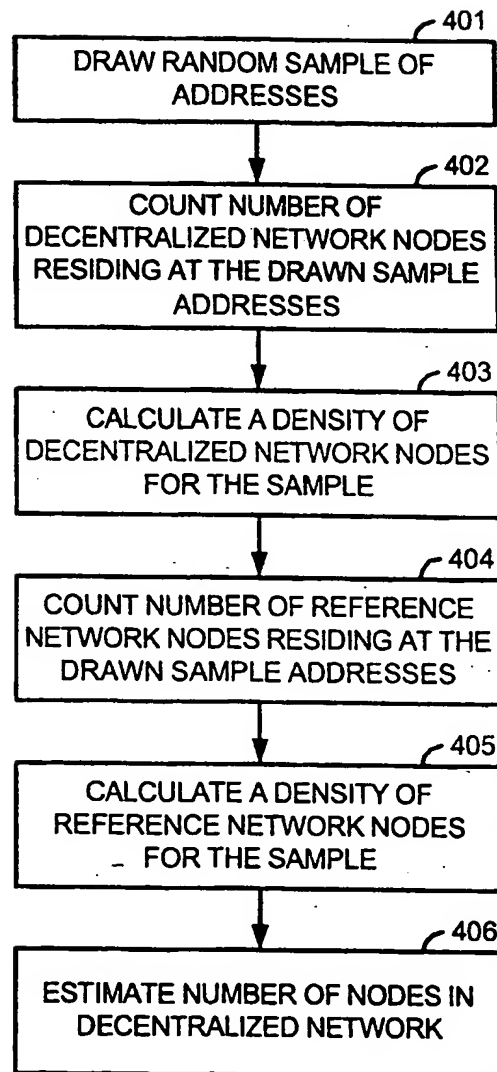 401
DRAW RANDOM SAMPLE OF
ADDRESSES
402
COUNT NUMBER OF
DECENTRALIZED NETWORK NODES
RESIDING AT THE DRAWN SAMPLE
ADDRESSES
403
CALCULATE A DENSITY OF
DECENTRALIZED NETWORK NODES
FOR THE SAMPLE
404
COUNT NUMBER OF REFERENCE
NETWORK NODES RESIDING AT THE
DRAWN SAMPLE ADDRESSES
405
CALCULATE A DENSITY OF
REFERENCE NETWORK NODES
FOR THE SAMPLE
406
ESTIMATE NUMBER OF NODES IN
DECENTRALIZED NETWORK